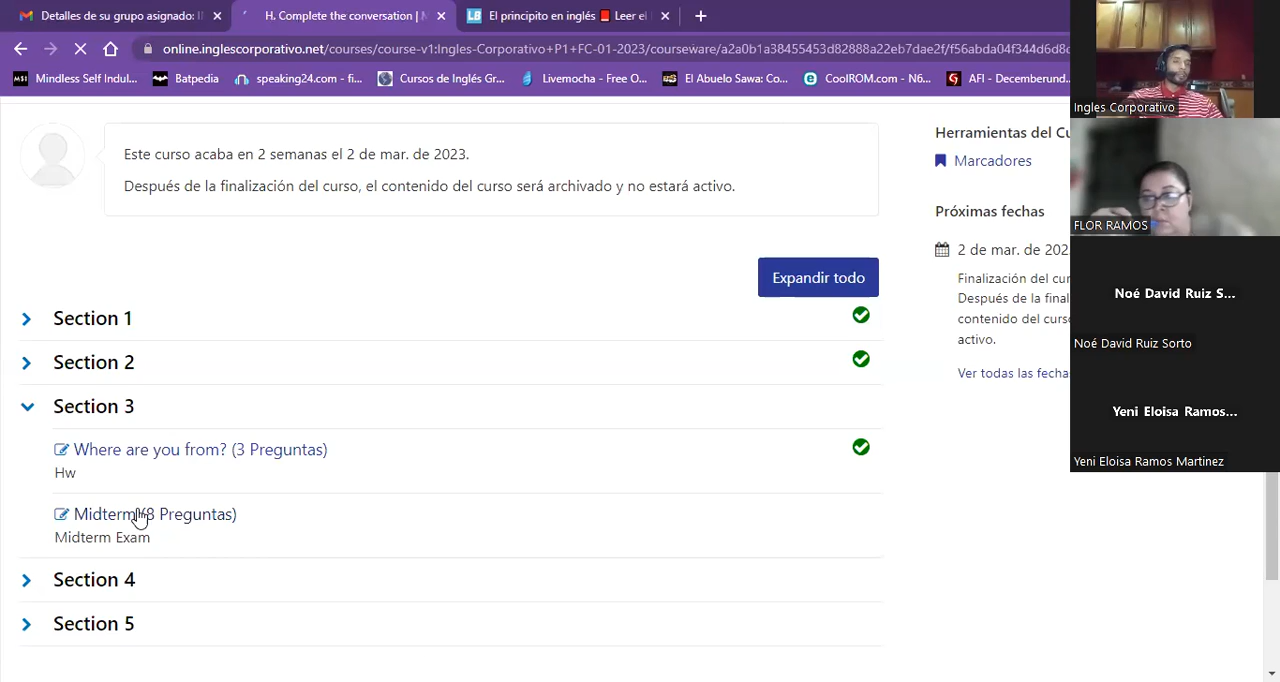 Detalles de su grupo asignado: I
H. Complete the conversation | M
El principito en inglés 📕 Leer el
online.inglescorporativo.net/courses/course-v1:Ingles-Corporativo+P1+FC-01-2023/courseware/a2a0b1a38455453d82888a22eb7dae2f/f56abda04f344d6d8c
Mindless Self Indul...
Batpedia
speaking24.com - fi...
Cursos de Inglés Gr...
Livemocha - Free O...
El Abuelo Sawa: Co...
CoolROM.com - N6...
AFI - Decemberund...
Este curso acaba en 2 semanas el 2 de mar. de 2023.
Después de la finalización del curso, el contenido del curso será archivado y no estará activo.
Expandir todo
Section 1
Section 2
Section 3
Where are you from? (3 Preguntas)
Hw
Midterm (8 Preguntas)
Midterm Exam
Section 4
Section 5
Herramientas del Cu
Marcadores
Próximas fechas
2 de mar. de 202
Finalización del cur
Después de la final
contenido del curso
activo.
Ver todas las fecha
Ingles Corporativo
FLOR RAMOS
Noé David Ruiz S...
Noé David Ruiz Sorto
Yeni Eloisa Ramos...
Yeni Eloisa Ramos Martinez